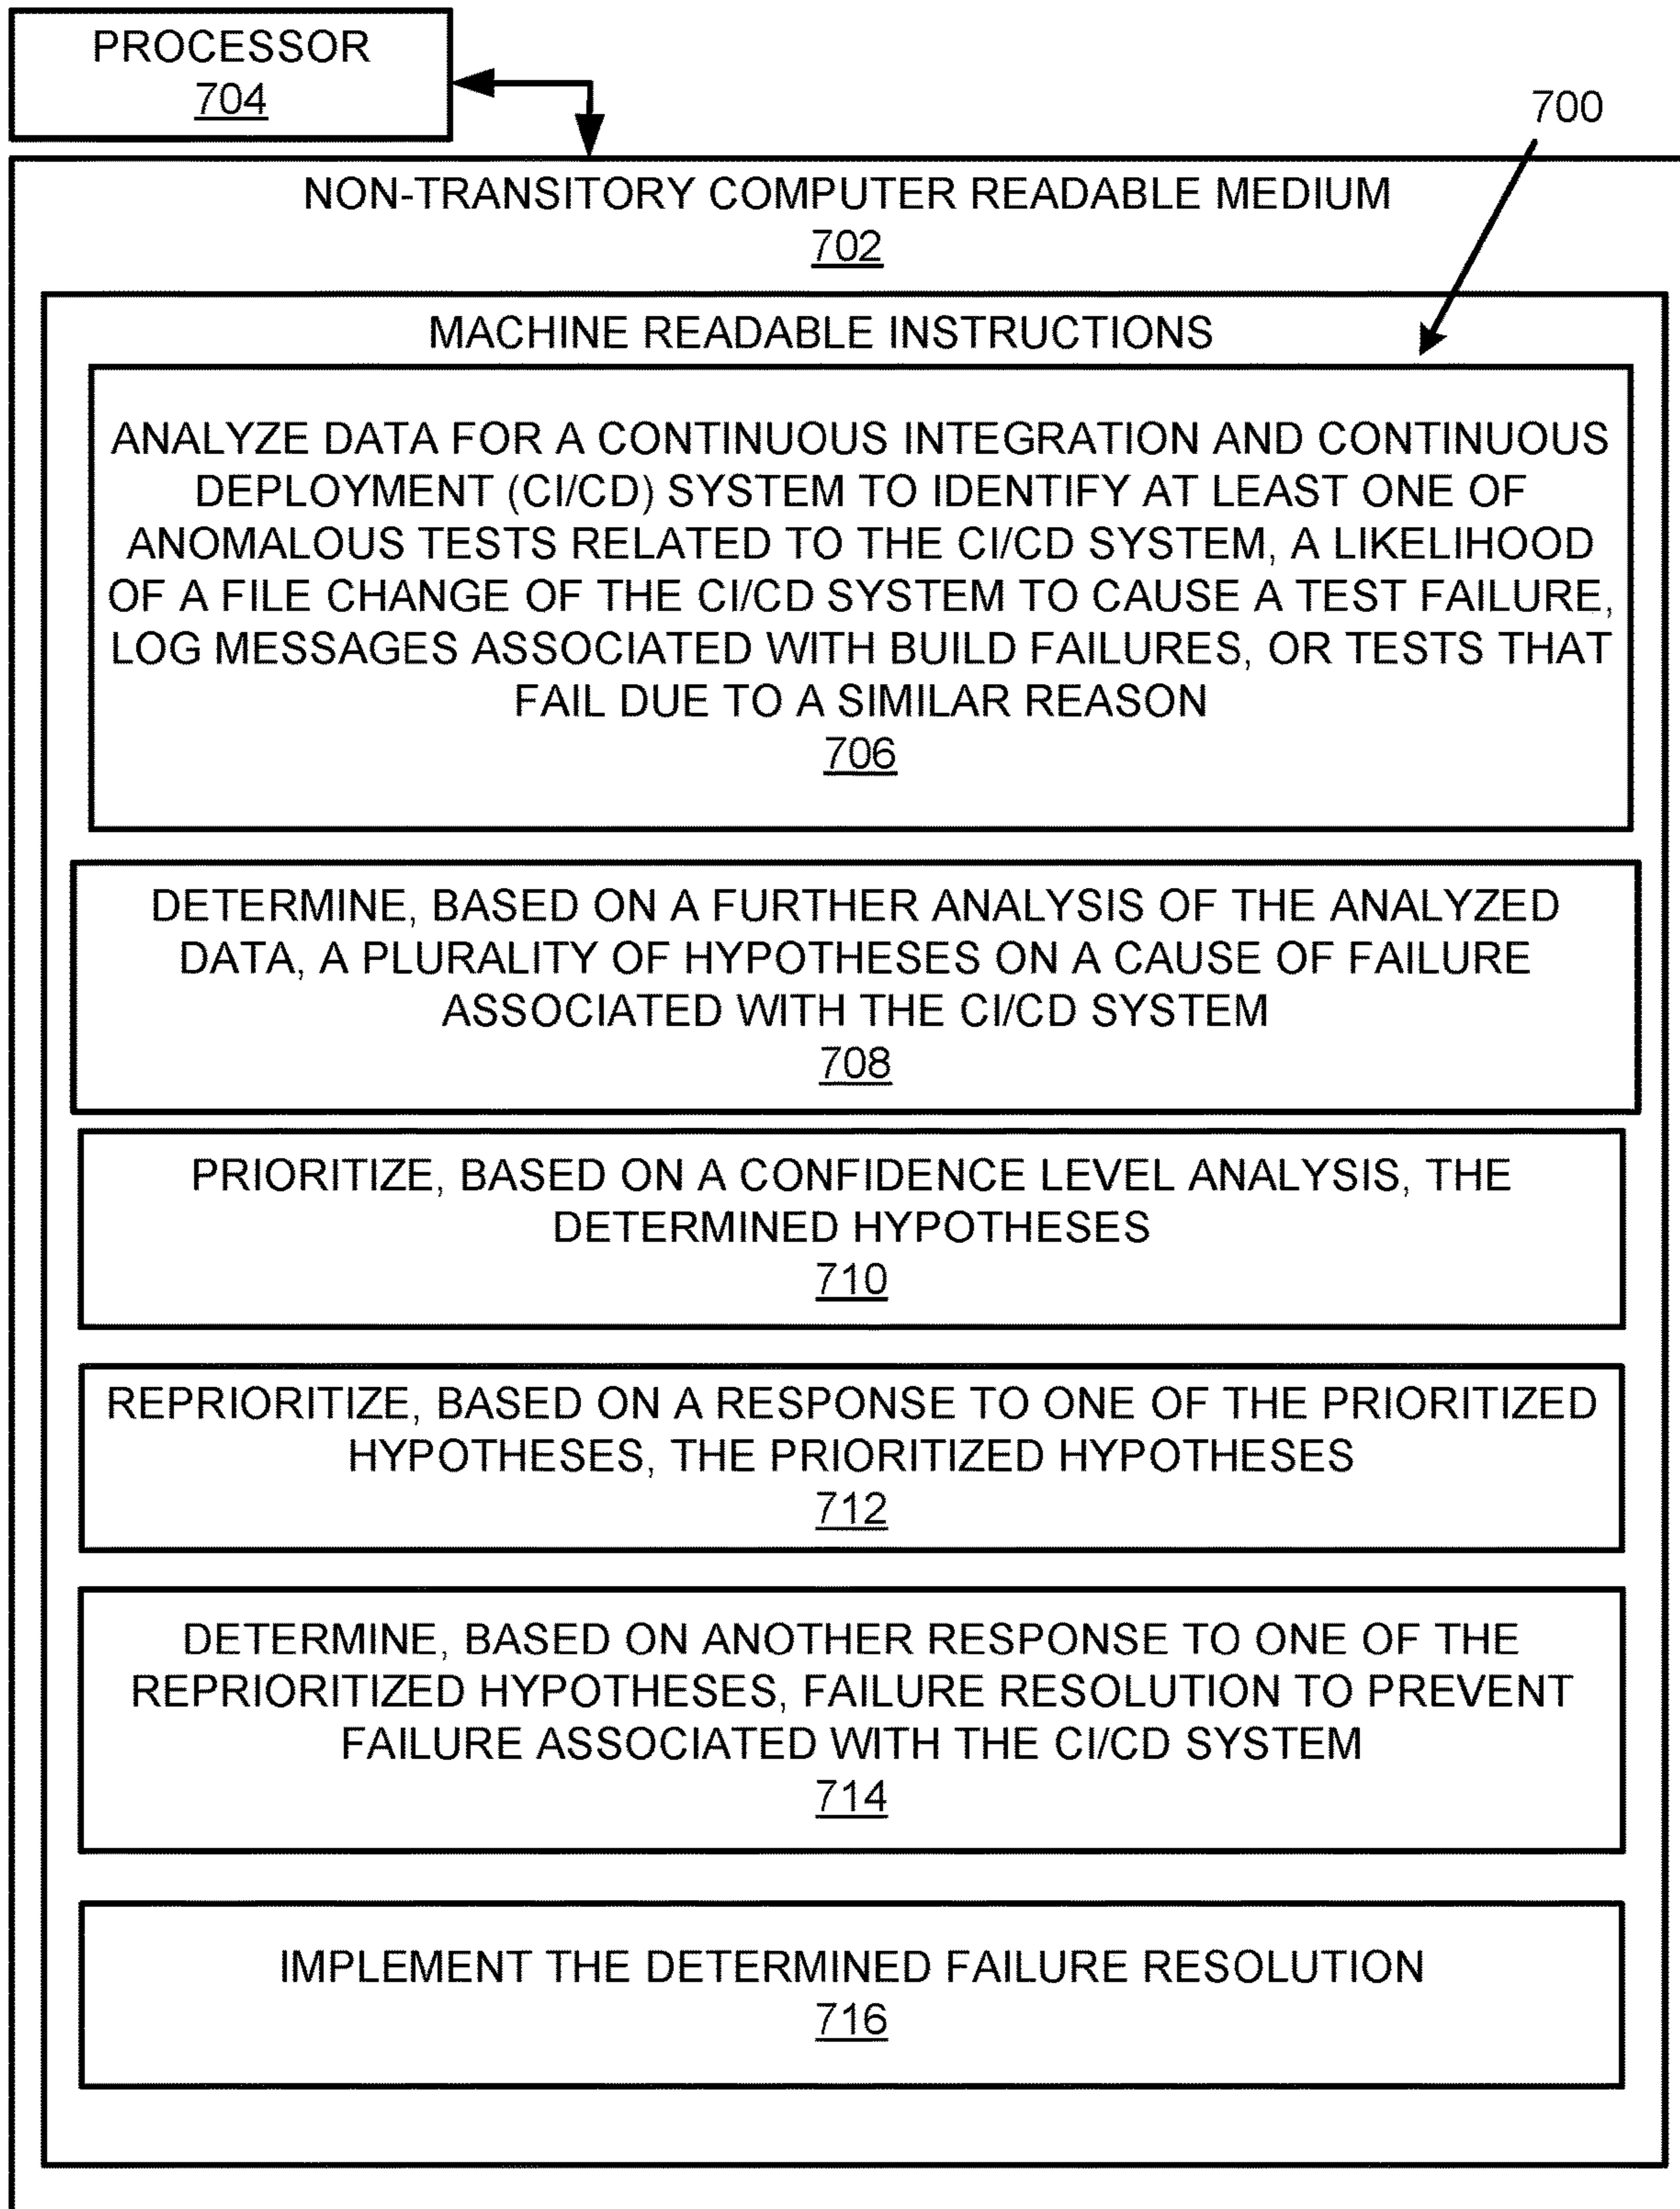 PROCESSOR
704
700
NON-TRANSITORY COMPUTER READABLE MEDIUM
702
MACHINE READABLE INSTRUCTIONS
ANALYZE DATA FOR A CONTINUOUS INTEGRATION AND CONTINUOUS
DEPLOYMENT (CI/CD) SYSTEM TO IDENTIFY AT LEAST ONE OF
ANOMALOUS TESTS RELATED TO THE CI/CD SYSTEM, A LIKELIHOOD
OF A FILE CHANGE OF THE CI/CD SYSTEM TO CAUSE A TEST FAILURE,
LOG MESSAGES ASSOCIATED WITH BUILD FAILURES, OR TESTS THAT
FAIL DUE TO A SIMILAR REASON
706
DETERMINE, BASED ON A FURTHER ANALYSIS OF THE ANALYZED
DATA, A PLURALITY OF HYPOTHESES ON A CAUSE OF FAILURE
ASSOCIATED WITH THE CI/CD SYSTEM
708
PRIORITIZE, BASED ON A CONFIDENCE LEVEL ANALYSIS, THE
DETERMINED HYPOTHESES
710
REPRIORITIZE, BASED ON A RESPONSE TO ONE OF THE PRIORITIZED
HYPOTHESES, THE PRIORITIZED HYPOTHESES
712
DETERMINE, BASED ON ANOTHER RESPONSE TO ONE OF THE
REPRIORITIZED HYPOTHESES, FAILURE RESOLUTION TO PREVENT
FAILURE ASSOCIATED WITH THE CI/CD SYSTEM
714
IMPLEMENT THE DETERMINED FAILURE RESOLUTION
716